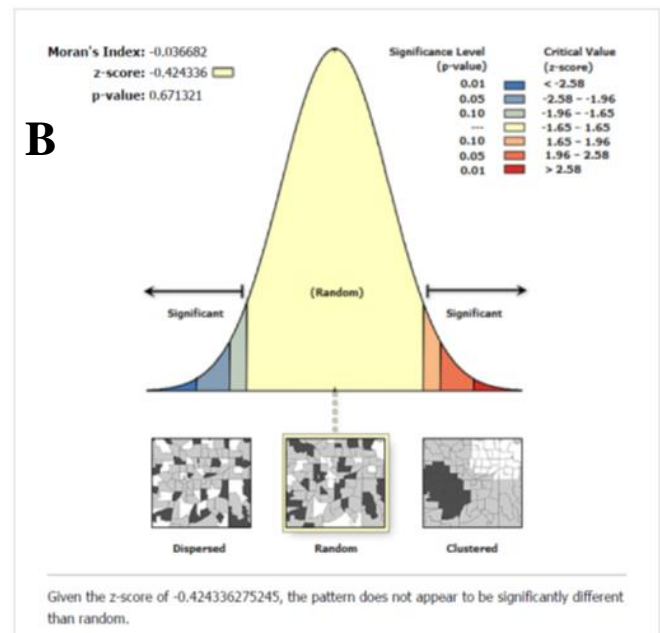 Moran's Index: -0.036682
z-score: -0.424336
p-value: 0.671321
B
Significance Level
(p-value)
Critical Value
(z-score)
0.01 < -2.58
0.05 -2.58 - -1.96
0.10 -1.96 - -1.65
--- -1.65 - 1.65
0.10 1.65 - 1.96
0.05 1.96 - 2.58
0.01 > 2.58
(Random)
Significant
Significant
Dispersed
Random
Clustered
Given the z-score of -0.424336275245, the pattern does not appear to be significantly different
than random.